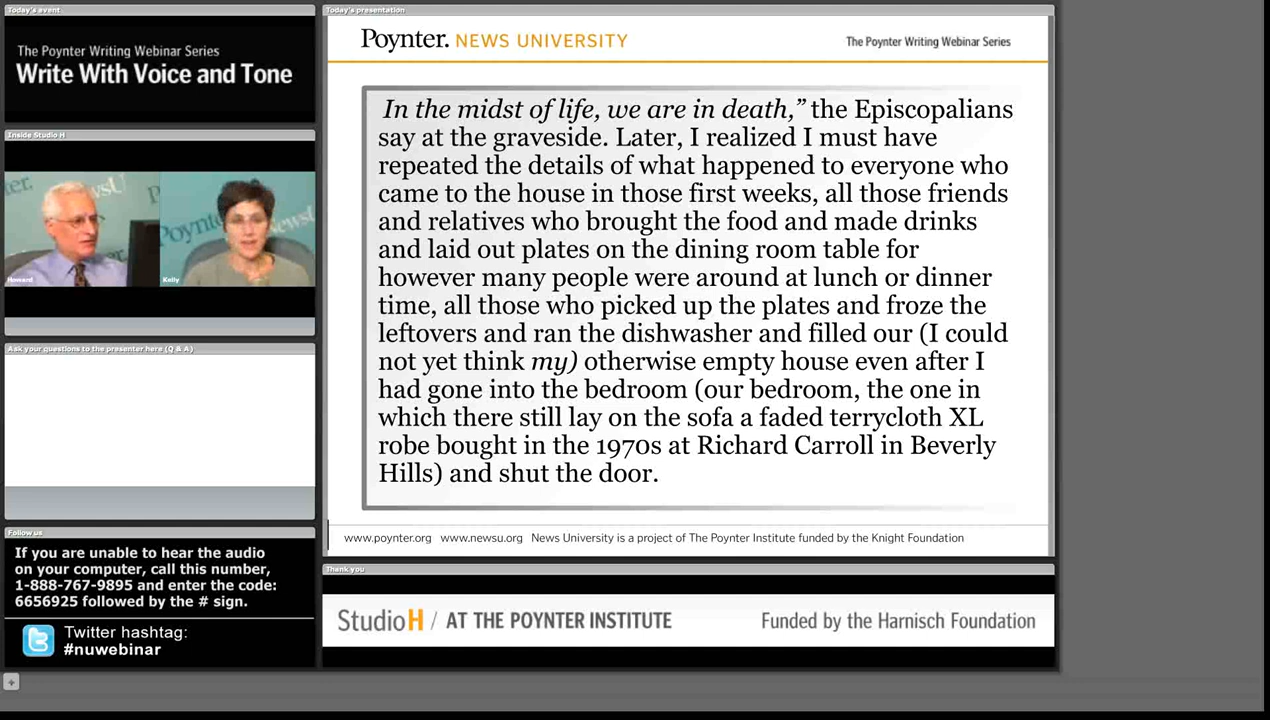 Today's event
The Poynter Writing Webinar Series
Write With Voice and Tone
Inside Studio H
Poynter.
NewsU
Howard
Kelly
Ask your questions to the presenter here (Q & A)
Follow us
If you are unable to hear the audio
on your computer, call this number,
1-888-767-9895 and enter the code:
6656925 followed by the # sign.
Twitter hashtag:
#nuwebinar
Today's presentation
Poynter. NEWS UNIVERSITY
The Poynter Writing Webinar Series
In the midst of life, we are in death,” the Episcopalians
say at the graveside. Later, I realized I must have
repeated the details of what happened to everyone who
came to the house in those first weeks, all those friends
and relatives who brought the food and made drinks
and laid out plates on the dining room table for
however many people were around at lunch or dinner
time, all those who picked up the plates and froze the
leftovers and ran the dishwasher and filled our (I could
not yet think my) otherwise empty house even after I
had gone into the bedroom (our bedroom, the one in
which there still lay on the sofa a faded terrycloth XL
robe bought in the 1970s at Richard Carroll in Beverly
Hills) and shut the door.
www.poynter.org www.newsu.org News University is a project of The Poynter Institute funded by the Knight Foundation
Thank you
StudioH / AT THE POYNTER INSTITUTE
Funded by the Harnisch Foundation